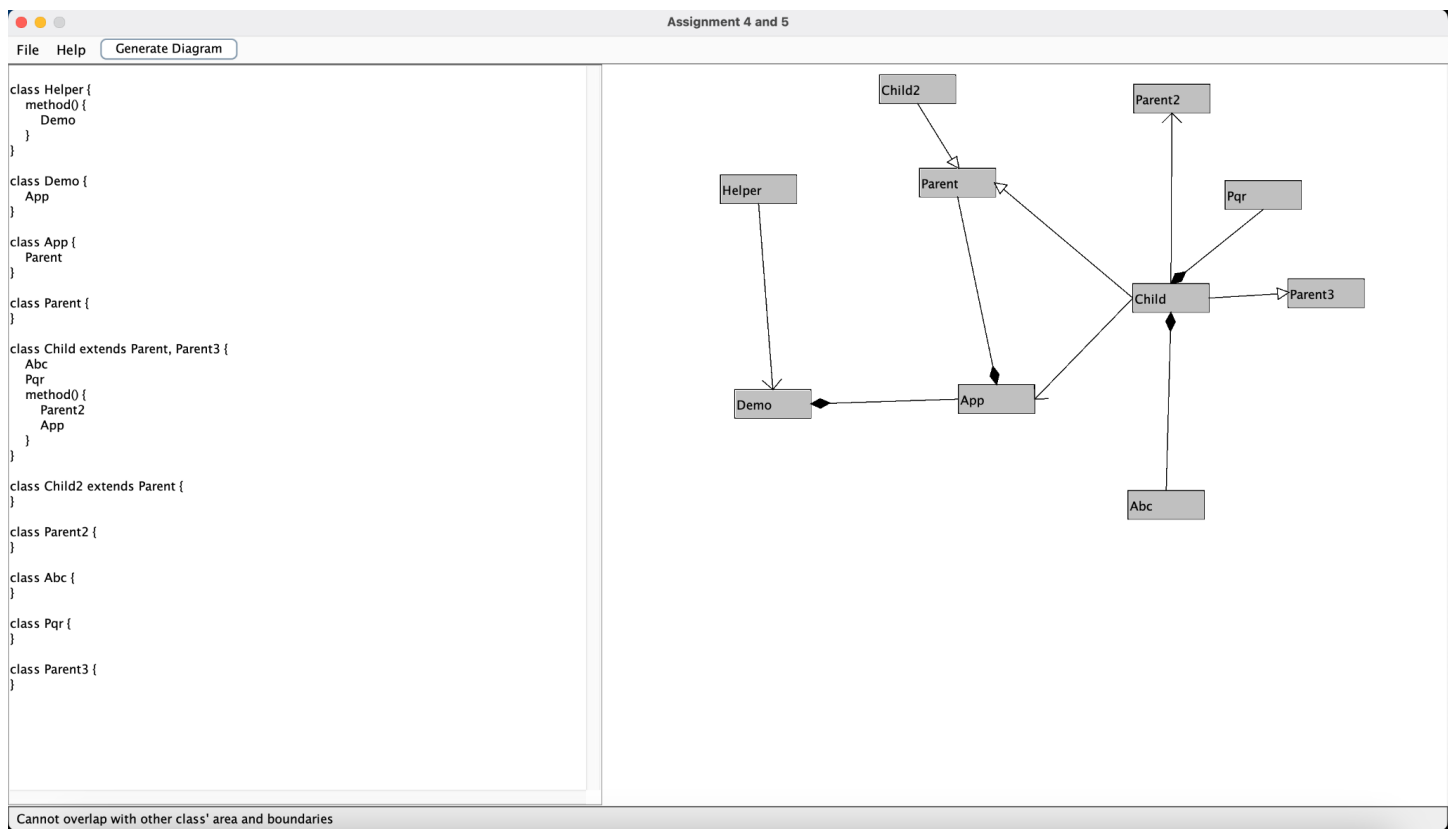 Assignment 4 and 5
File Help Generate Diagram
class Helper {
method() {
Demo
}
}
class Demo {
App
}
class App {
Parent
}
class Parent {
}
class Child extends Parent, Parent3 {
Abc
Pqr
method() {
Parent2
App
}
}
class Child2 extends Parent {
}
class Parent2 {
}
class Abc {
}
class Pqr {
}
class Parent3 {
}
Child2
Parent2
Parent
Helper
Pqr
Child
Parent3
Demo
App
Abc
Cannot overlap with other class' area and boundaries